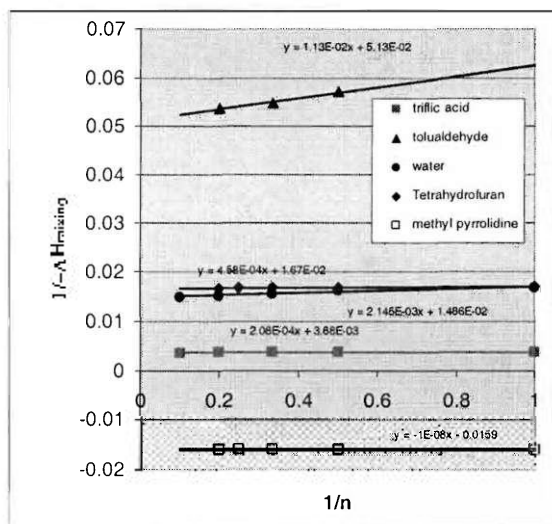 0.07
y = 1.13E-02x + 5.13E-02
0.06
0.05
triflic acid
tolualdehyde
water
Tetrahydrofuran
methyl pyrrolidine
0.04
0.03
1/-Λ Hmixing
0.02
y = 4.58E-04x + 1.67E-02
0.01
y = 2.145E-03x + 1.486E-02
y = 2.08E-04x + 3.68E-03
0
0 0.2 0.4 0.6 0.8 1
-0.01
y = -1E-08x - 0.0159
-0.02
1/n